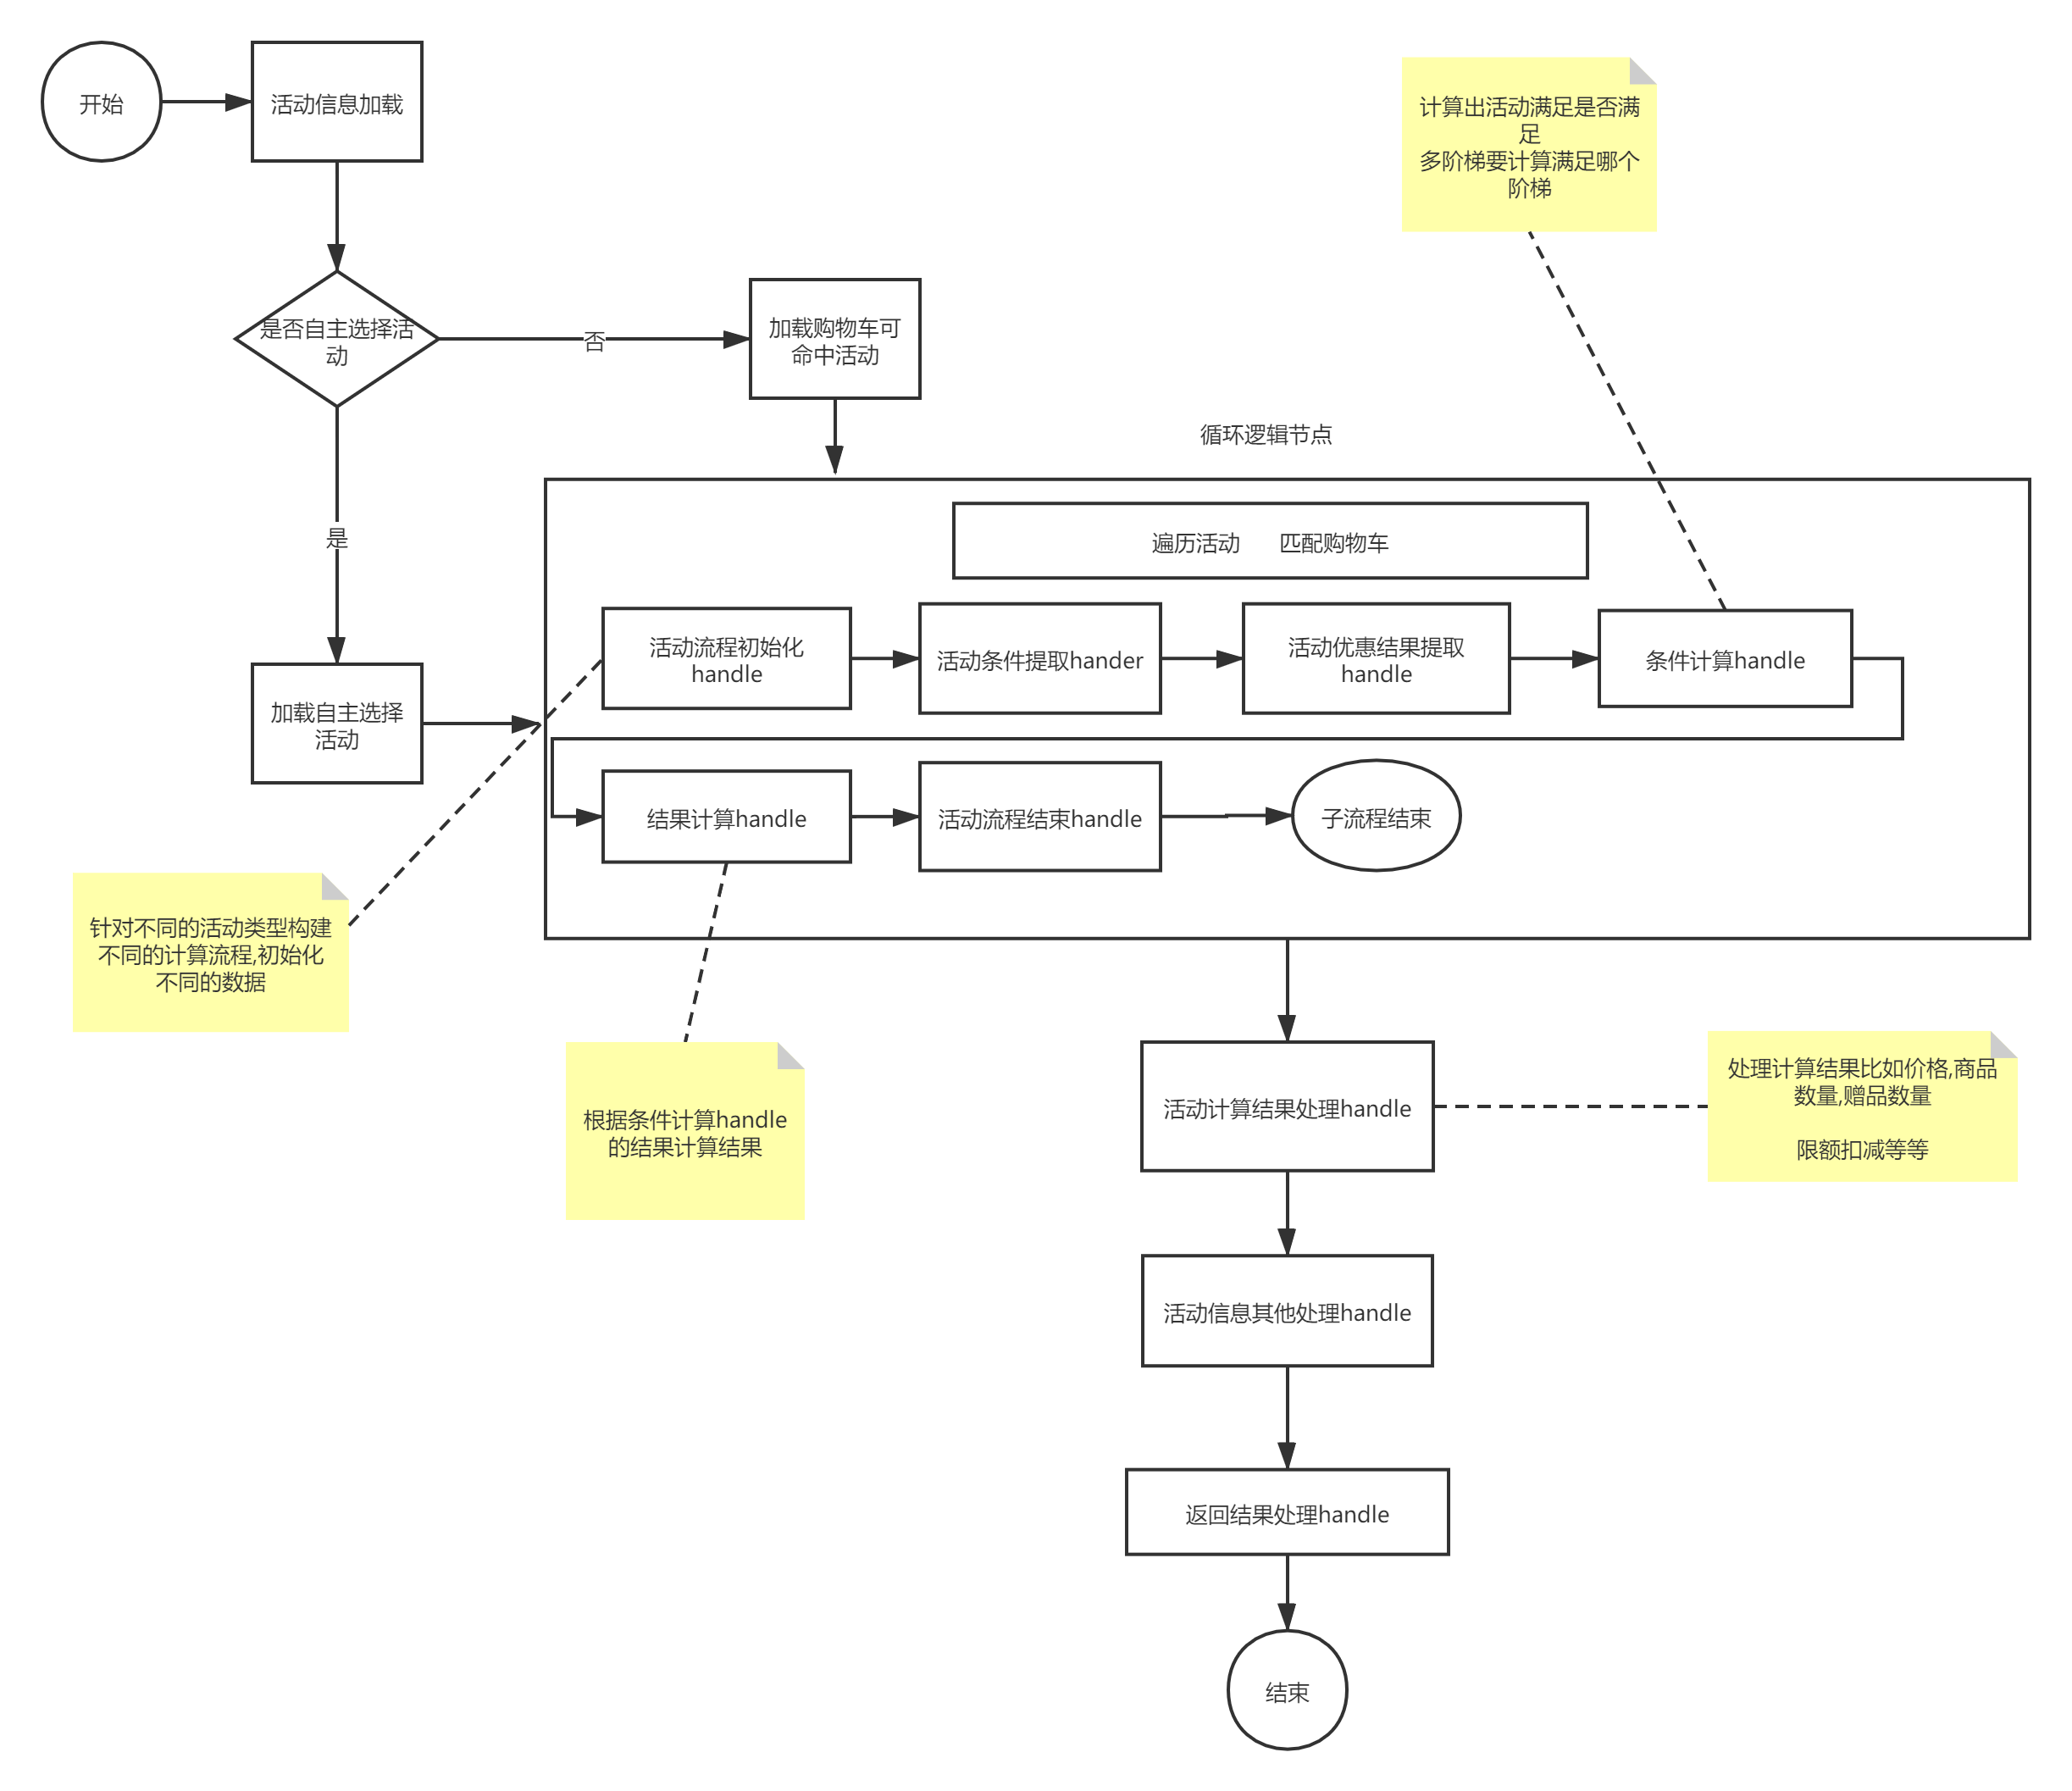 开始
活动信息加载
计算出活动满足是否满
足
多阶梯要计算满足哪个
阶梯
是否自主选择活
动
否
加载购物车可
命中活动
循环逻辑节点
是
遍历活动 匹配购物车
活动流程初始化
handle
活动条件提取hander
活动优惠结果提取
handle
条件计算handle
加载自主选择
活动
结果计算handle
活动流程结束handle
子流程结束
针对不同的活动类型构建
不同的计算流程,初始化
不同的数据
根据条件计算handle
的结果计算结果
活动计算结果处理handle
处理计算结果比如价格,商品
数量,赠品数量
限额扣减等等
活动信息其他处理handle
返回结果处理handle
结束